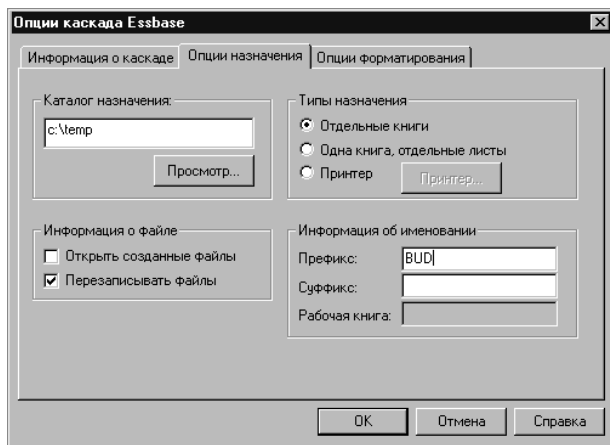 Опции каскада Essbase
Информация о каскаде
Опции назначения
Опции форматирования
Каталог назначения:
c:\temp
Просмотр...
Типы назначения
Отдельные книги
Одна книга, отдельные листы
Принтер
Принтер...
Информация о файле
Открыть созданные файлы
Перезаписывать файлы
Информация об именовании
Префикс:
BUD
Суффикс:
Рабочая книга:
OK
Отмена
Справка